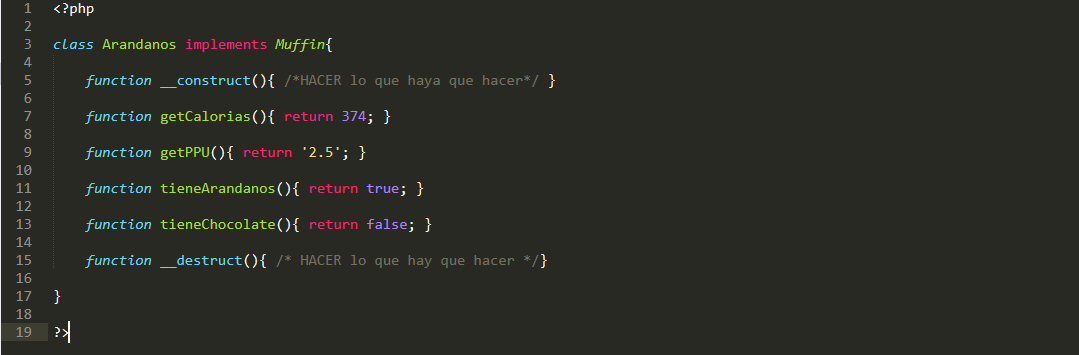 1 <?php
2
3 class Arandanos implements Muffin{
4
5 function __construct(){ /*HACER lo que haya que hacer*/ }
6
7 function getCalorias(){ return 374; }
8
9 function getPPU(){ return '2.5'; }
10
11 function tieneArandanos(){ return true; }
12
13 function tieneChocolate(){ return false; }
14
15 function __destruct(){ /* HACER lo que hay que hacer */}
16
17 }
18
19 ?>